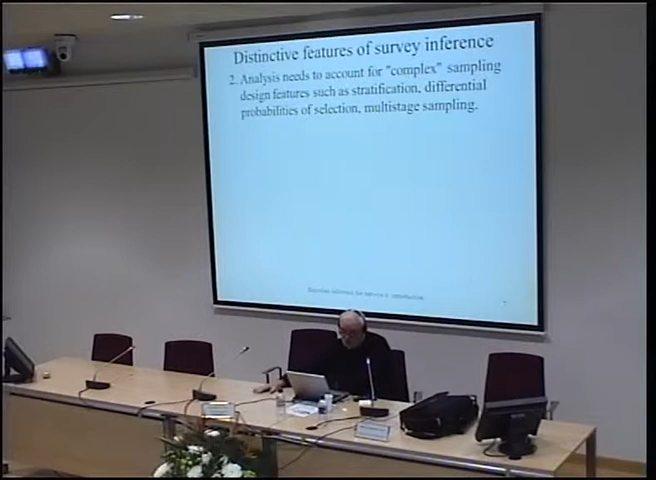 Distinctive features of survey inference
2. Analysis needs to account for "complex" sampling
design features such as stratification, differential
probabilities of selection, multistage sampling.